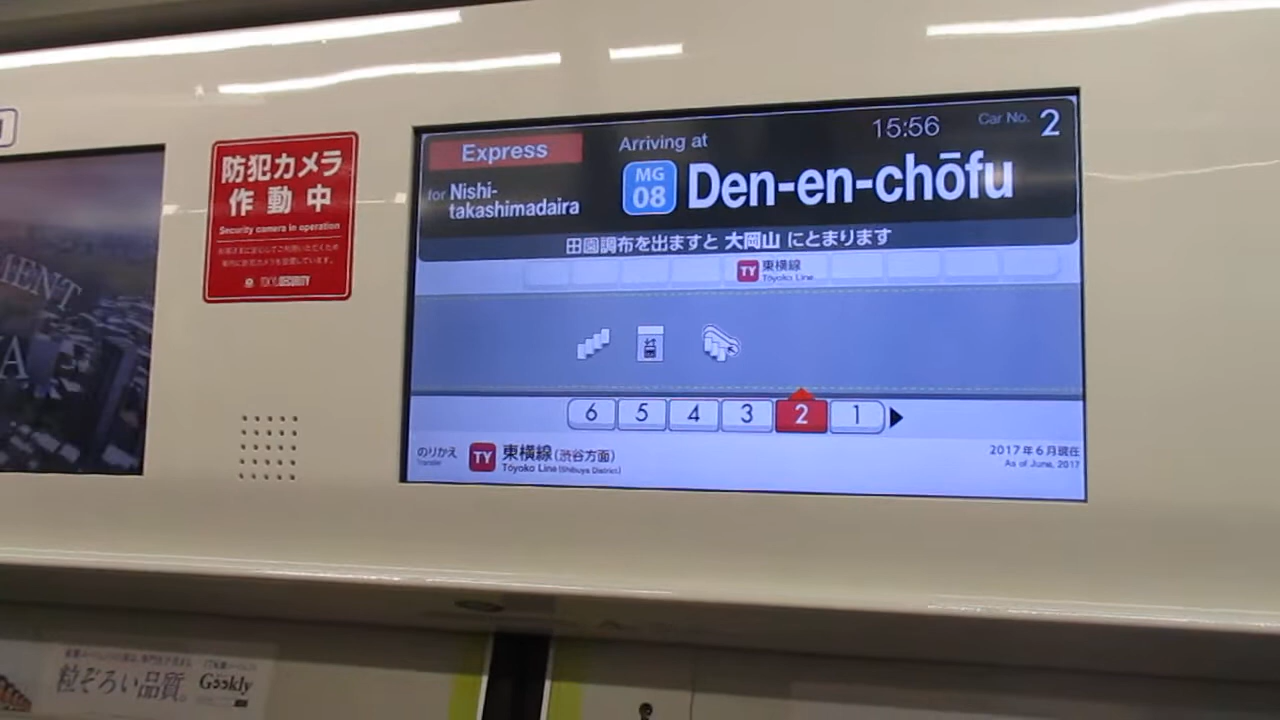 防犯カメラ
作動中
Security camera in operation
Express
for Nishi-
takashimadaira
Arriving at
MG
08
Den-en-chōfu
15:56
Car No. 2
田園調布を出ますと 大岡山 にとまります
TY 東横線
Tōyoko Line
6 5 4 3 2 1
のりかえ
Transfer
TY 東横線(渋谷方面)
Tōyoko Line (Shibuya District)
2017年6月現在
As of June, 2017
MENT
A
粒ぞろい品質。
Gookly